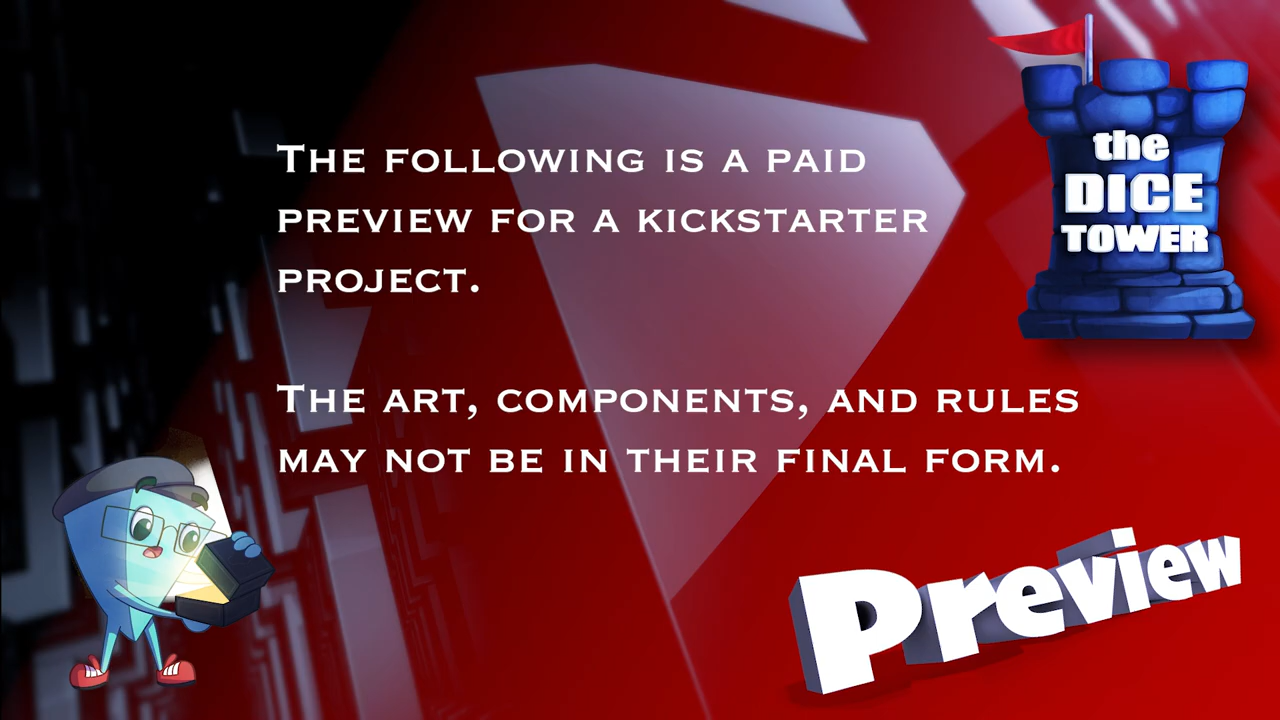 The following is a paid
preview for a kickstarter
project.
The art, components, and rules
may not be in their final form.
the
DICE
TOWER
Preview